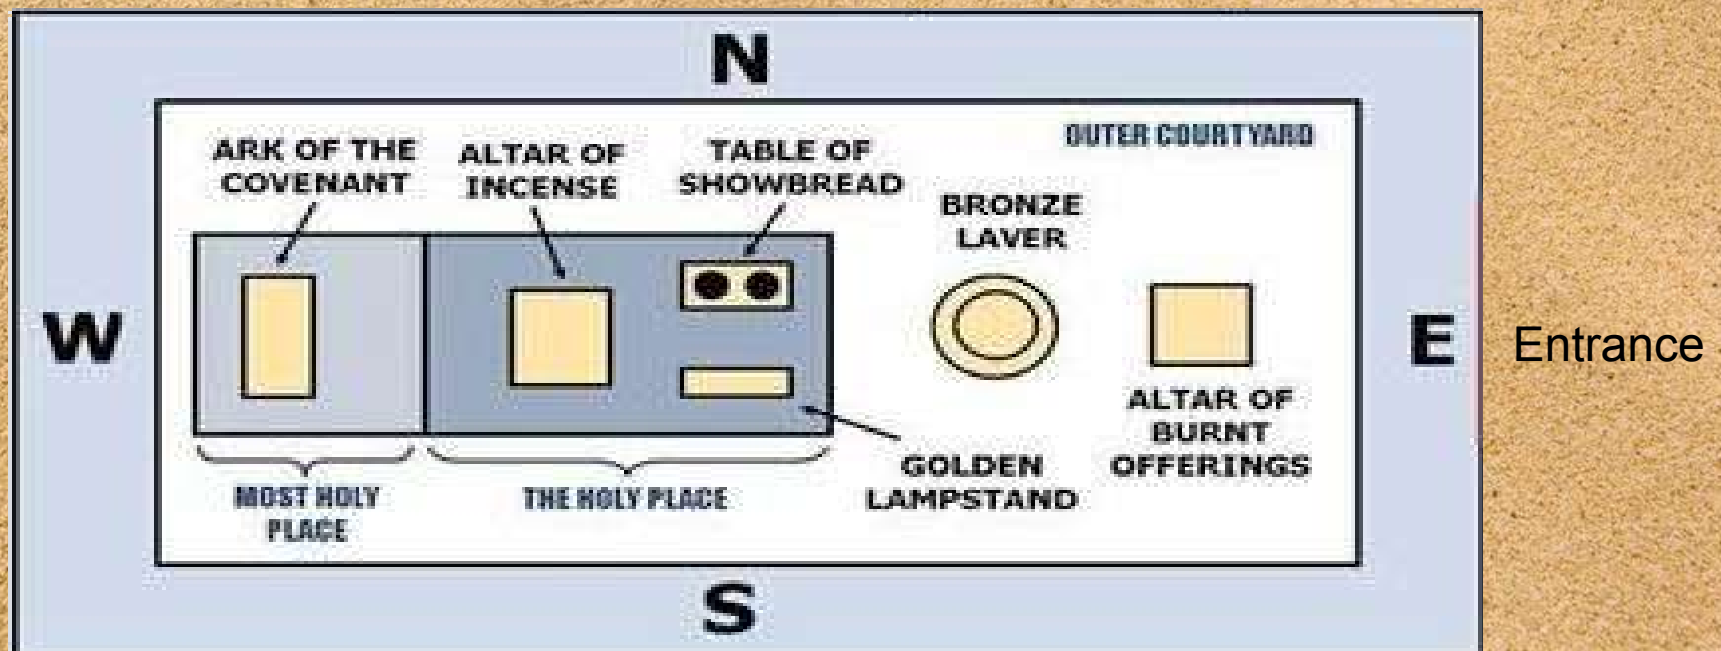 N
OUTER COURTYARD
ARK OF THE
COVENANT
ALTAR OF
INCENSE
TABLE OF
SHOWBREAD
BRONZE
LAVER
W
E
Entrance
ALTAR OF
BURNT
OFFERINGS
GOLDEN
LAMPSTAND
MOST HOLY
PLACE
THE HOLY PLACE
S